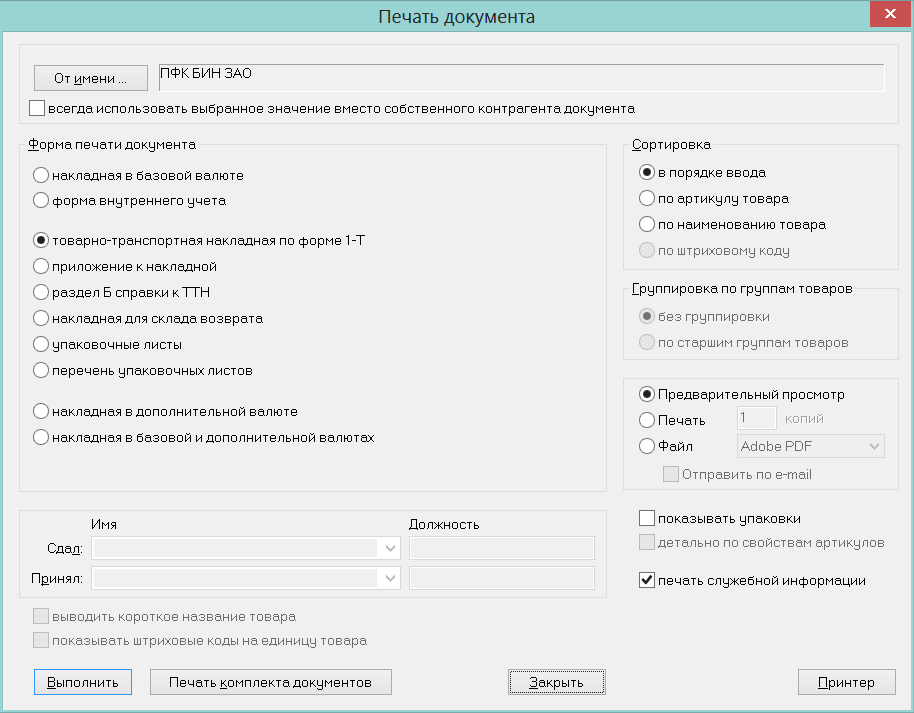 Печать документа
От имени ...
ПФК БИН ЗАО
всегда использовать выбранное значение вместо собственного контрагента документа
Форма печати документа
накладная в базовой валюте
форма внутреннего учета
товарно-транспортная накладная по форме 1-Т
приложение к накладной
раздел Б справки к ТТН
накладная для склада возврата
упаковочные листы
перечень упаковочных листов
накладная в дополнительной валюте
накладная в базовой и дополнительной валютах
Сортировка
в порядке ввода
по артикулу товара
по наименованию товара
по штриховому коду
Группировка по группам товаров
без группировки
по старшим группам товаров
Предварительный просмотр
Печать 1 копий
Файл Adobe PDF
Отправить по e-mail
Имя Должность
Сдал:
Принял:
показывать упаковки
детально по свойствам артикулов
печать служебной информации
выводить короткое название товара
показывать штриховые коды на единицу товара
Выполнить Печать комплекта документов Закрыть Принтер